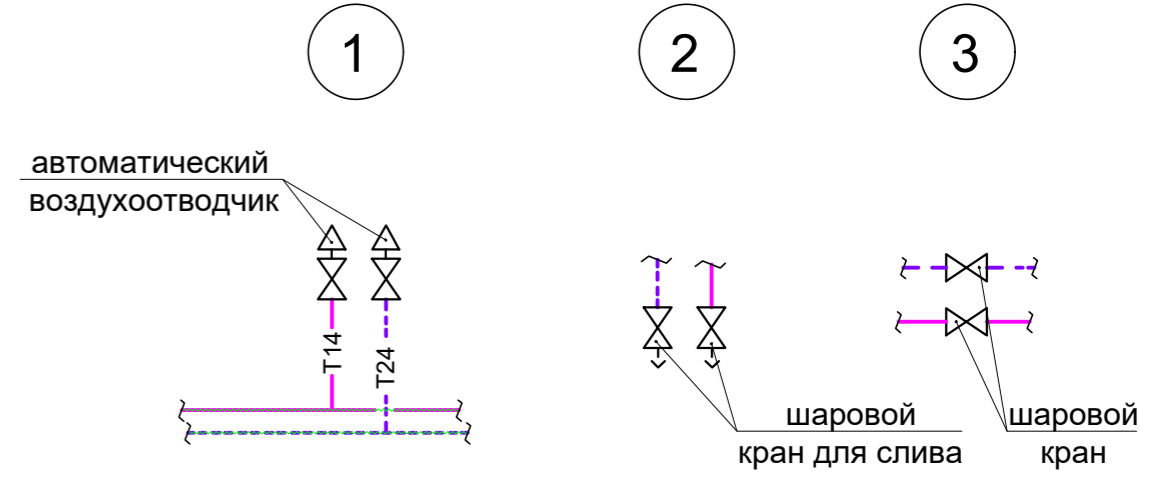 1
2
3
автоматический
воздухоотводчик
Т14
Т24
шаровой
кран для слива
шаровой
кран